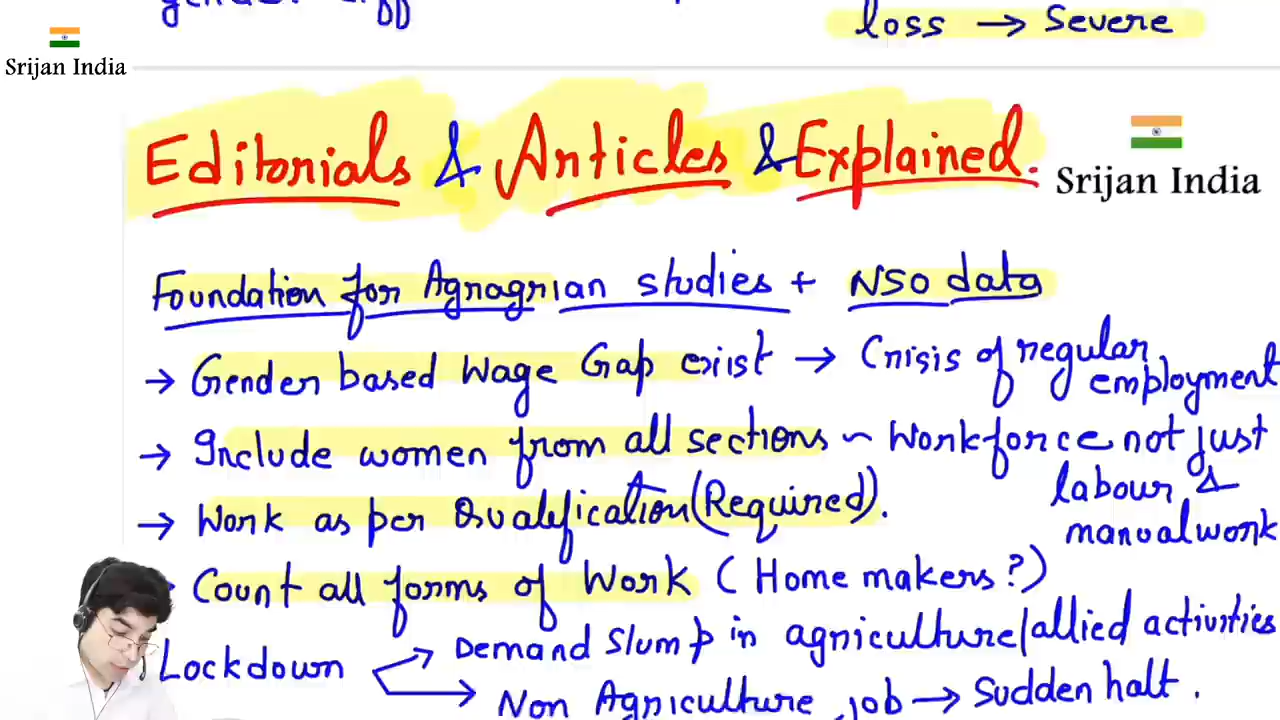 gender diff
loss → Severe
Srijan India
Editorials & Articles & Explained.
Srijan India
Foundation for Agnagrian studies + NSO data
→ Gender based Wage Gap exist → Crisis of regular employment
→ Include women from all sections ~ Workforce not just labour & manual work
→ Work as per Qualification (Required).
Count all forms of Work (Home makers?)
Lockdown
→ Demand Slump in agriculture/allied activities
→ Non Agriculture job → Sudden halt.